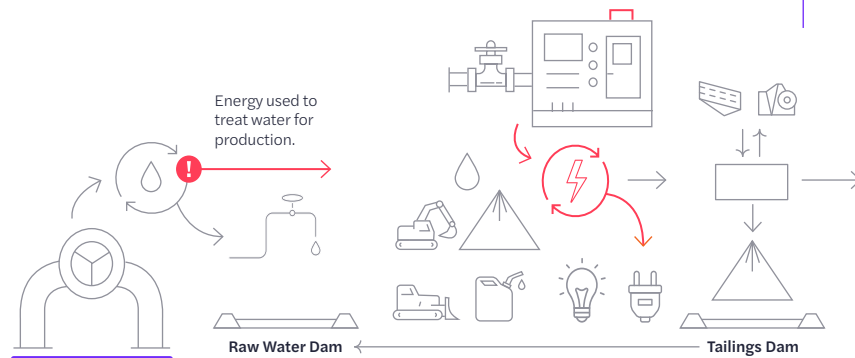 Energy used to
treat water for
production.
!
Raw Water Dam
Tailings Dam